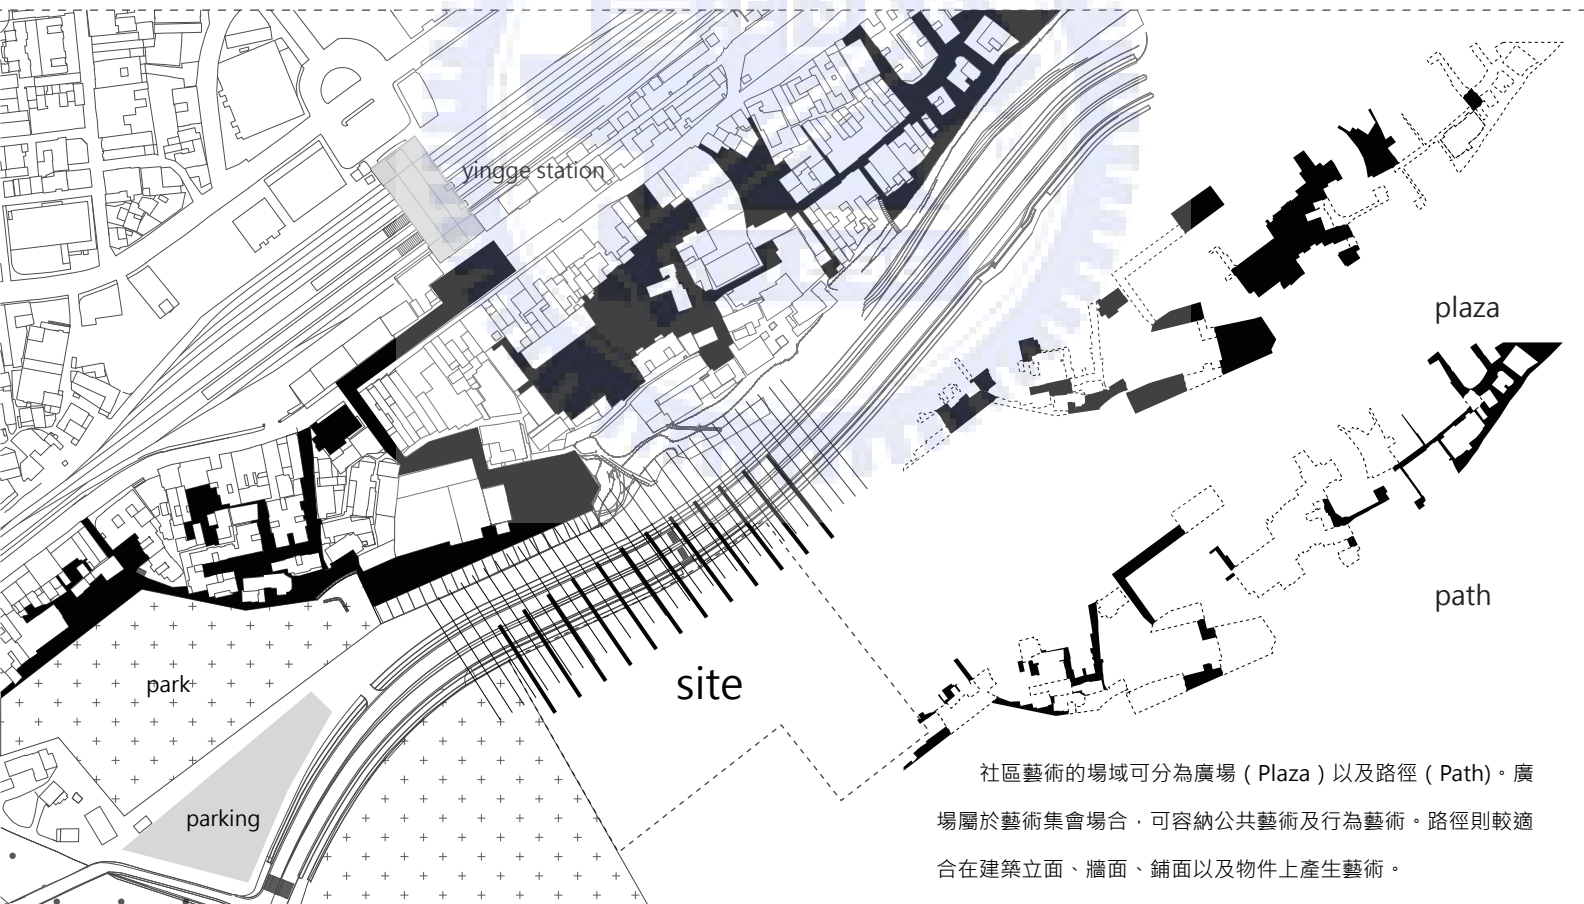 yingge station
plaza
path
park
site
parking
社區藝術的場域可分為廣場（Plaza）以及路徑（Path)。廣
場屬於藝術集會場合，可容納公共藝術及行為藝術。路徑則較適
合在建築立面、牆面、鋪面以及物件上產生藝術。